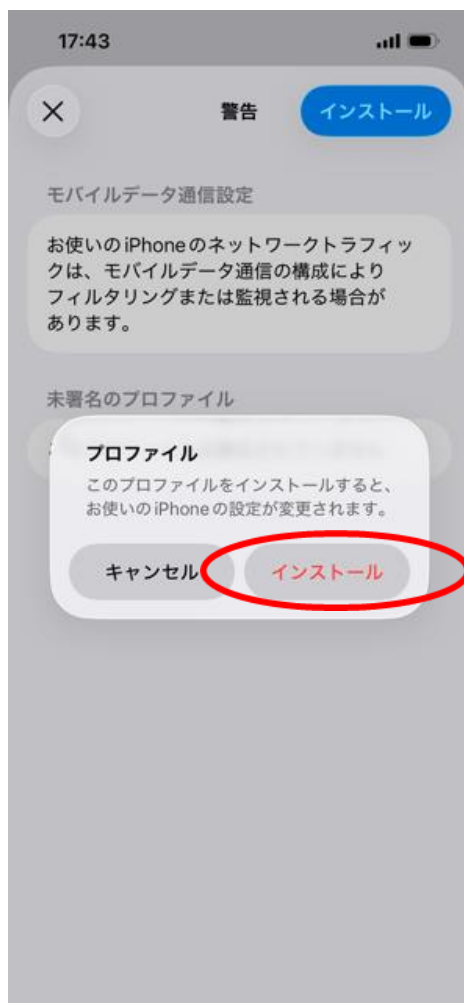 17:43
警告
インストール
モバイルデータ通信設定
お使いのiPhoneのネットワークトラフィッ
クは、モバイルデータ通信の構成により
フィルタリングまたは監視される場合が
あります。
未署名のプロファイル
プロファイル
このプロファイルをインストールすると、
お使いのiPhoneの設定が変更されます。
キャンセル
インストール